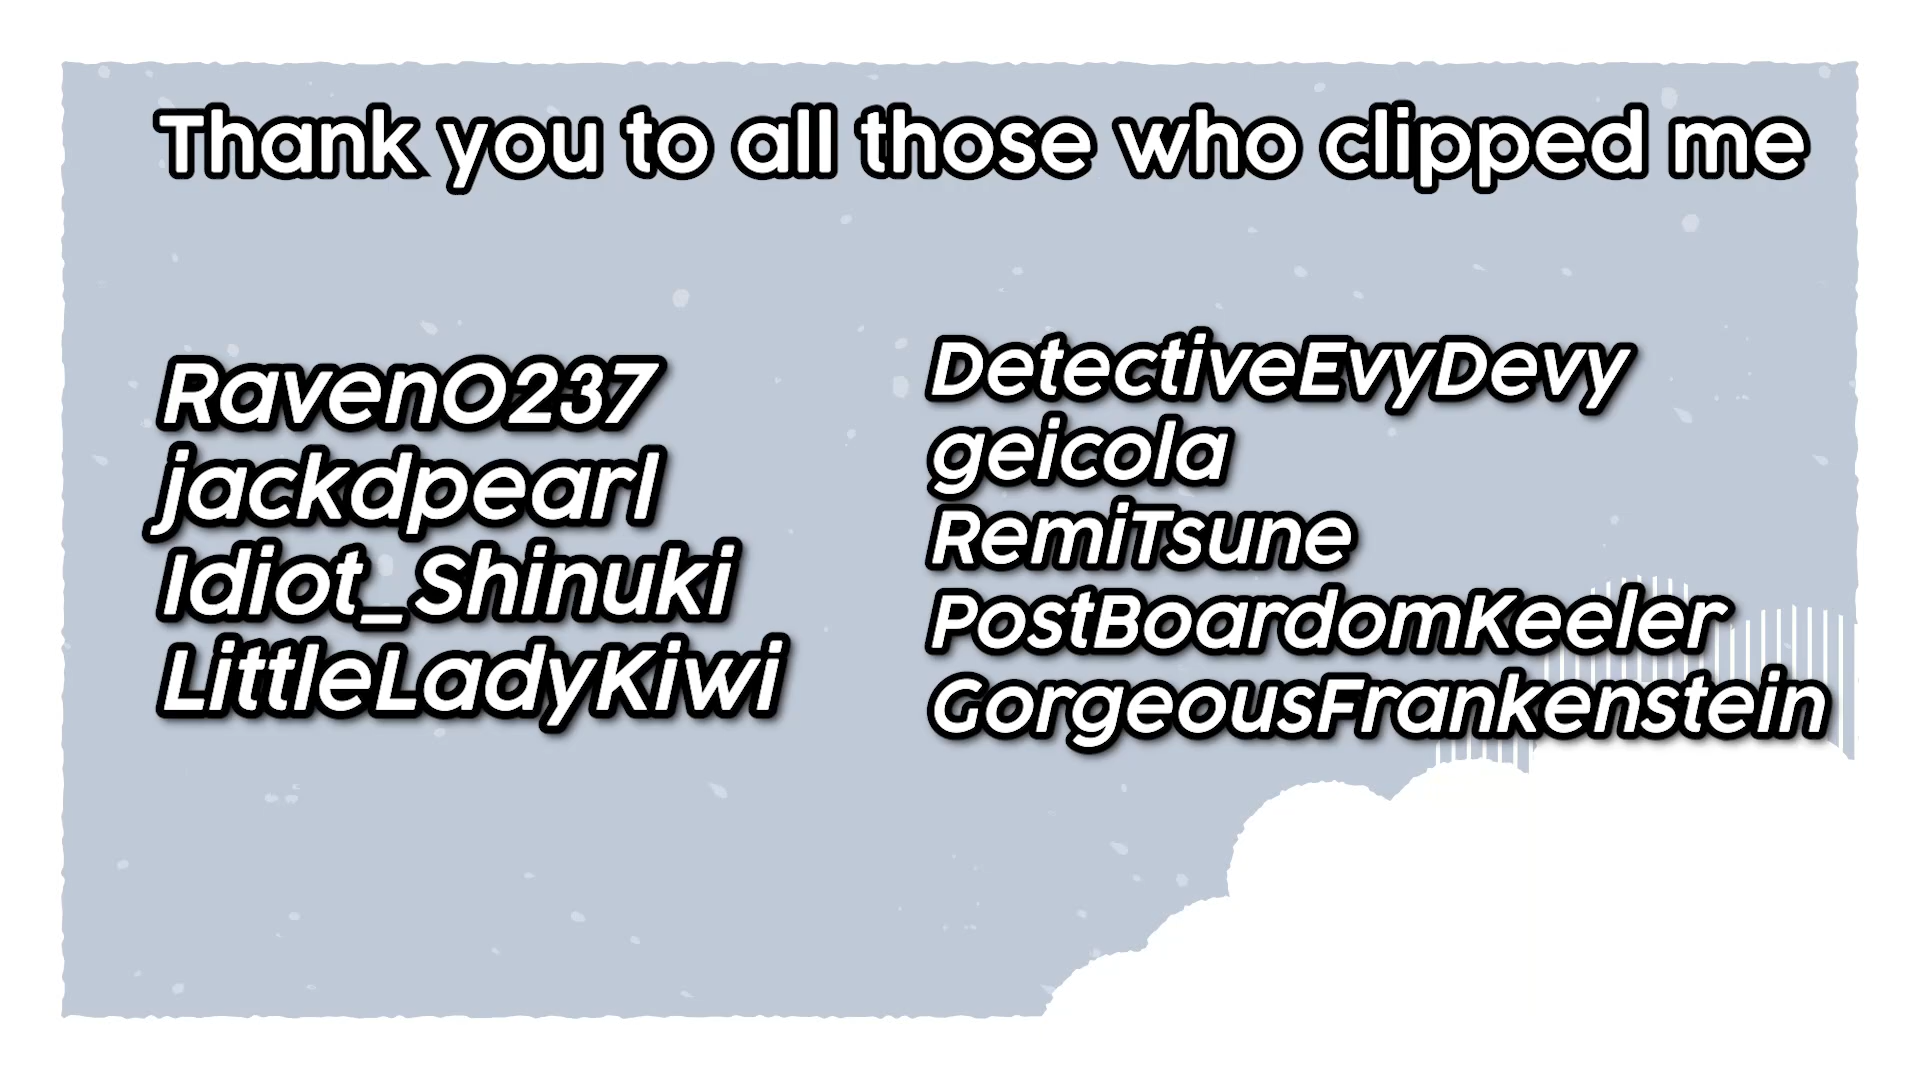 Thank you to all those who clipped me
Raven0237
jackdpearl
Idiot_Shinuki
LittleLadyKiwi
DetectiveEvyDevy
geicola
RemiTsune
PostBoardomKeeler
GorgeousFrankenstein